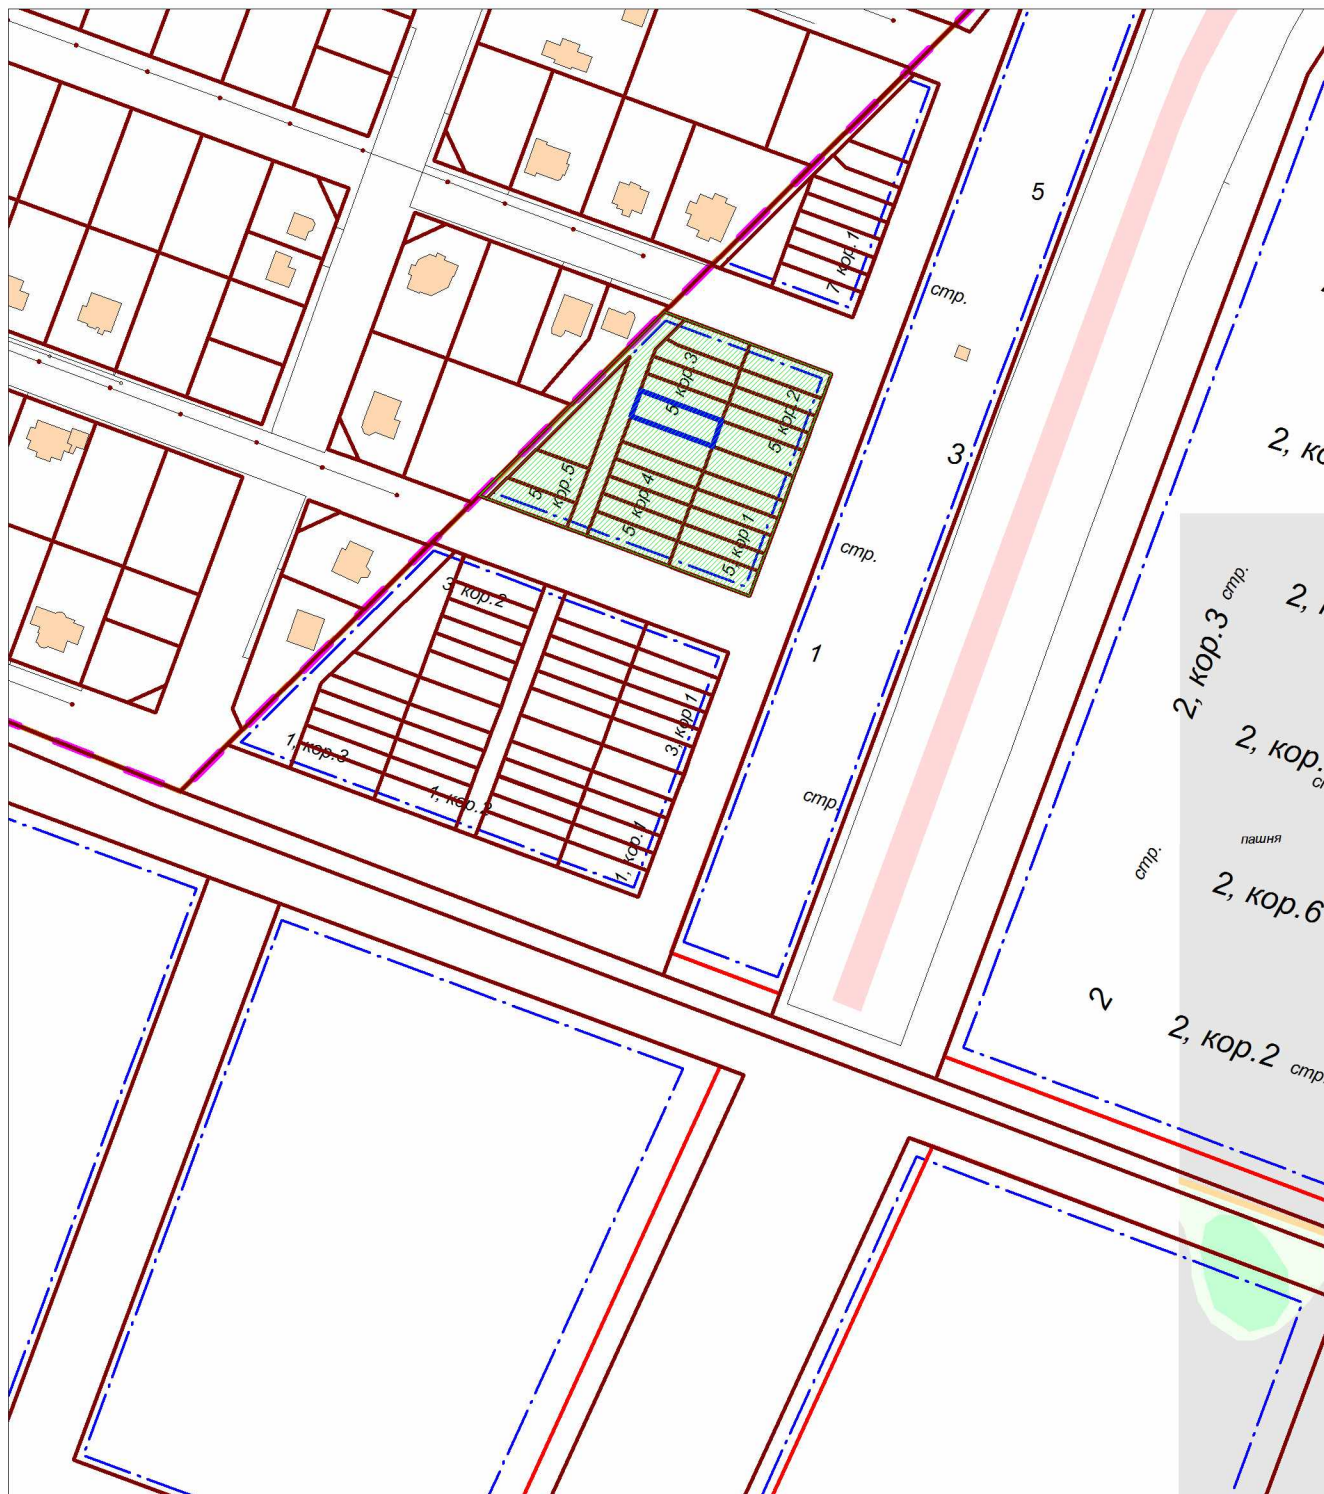 5
7, кор.1
стр.
5, кор.3
5, кор.2
3
2,
5
кор.5
5, кор.4
5, кор.1
стр.
стр.
2,
3, кор.2
2, кор.3
1
3, кор.1
1, кор.3
2, кор.
1, кор.2
стр.
1, кор.1
пашня
стр.
2, кор.6
2
2, кор.2
стр.